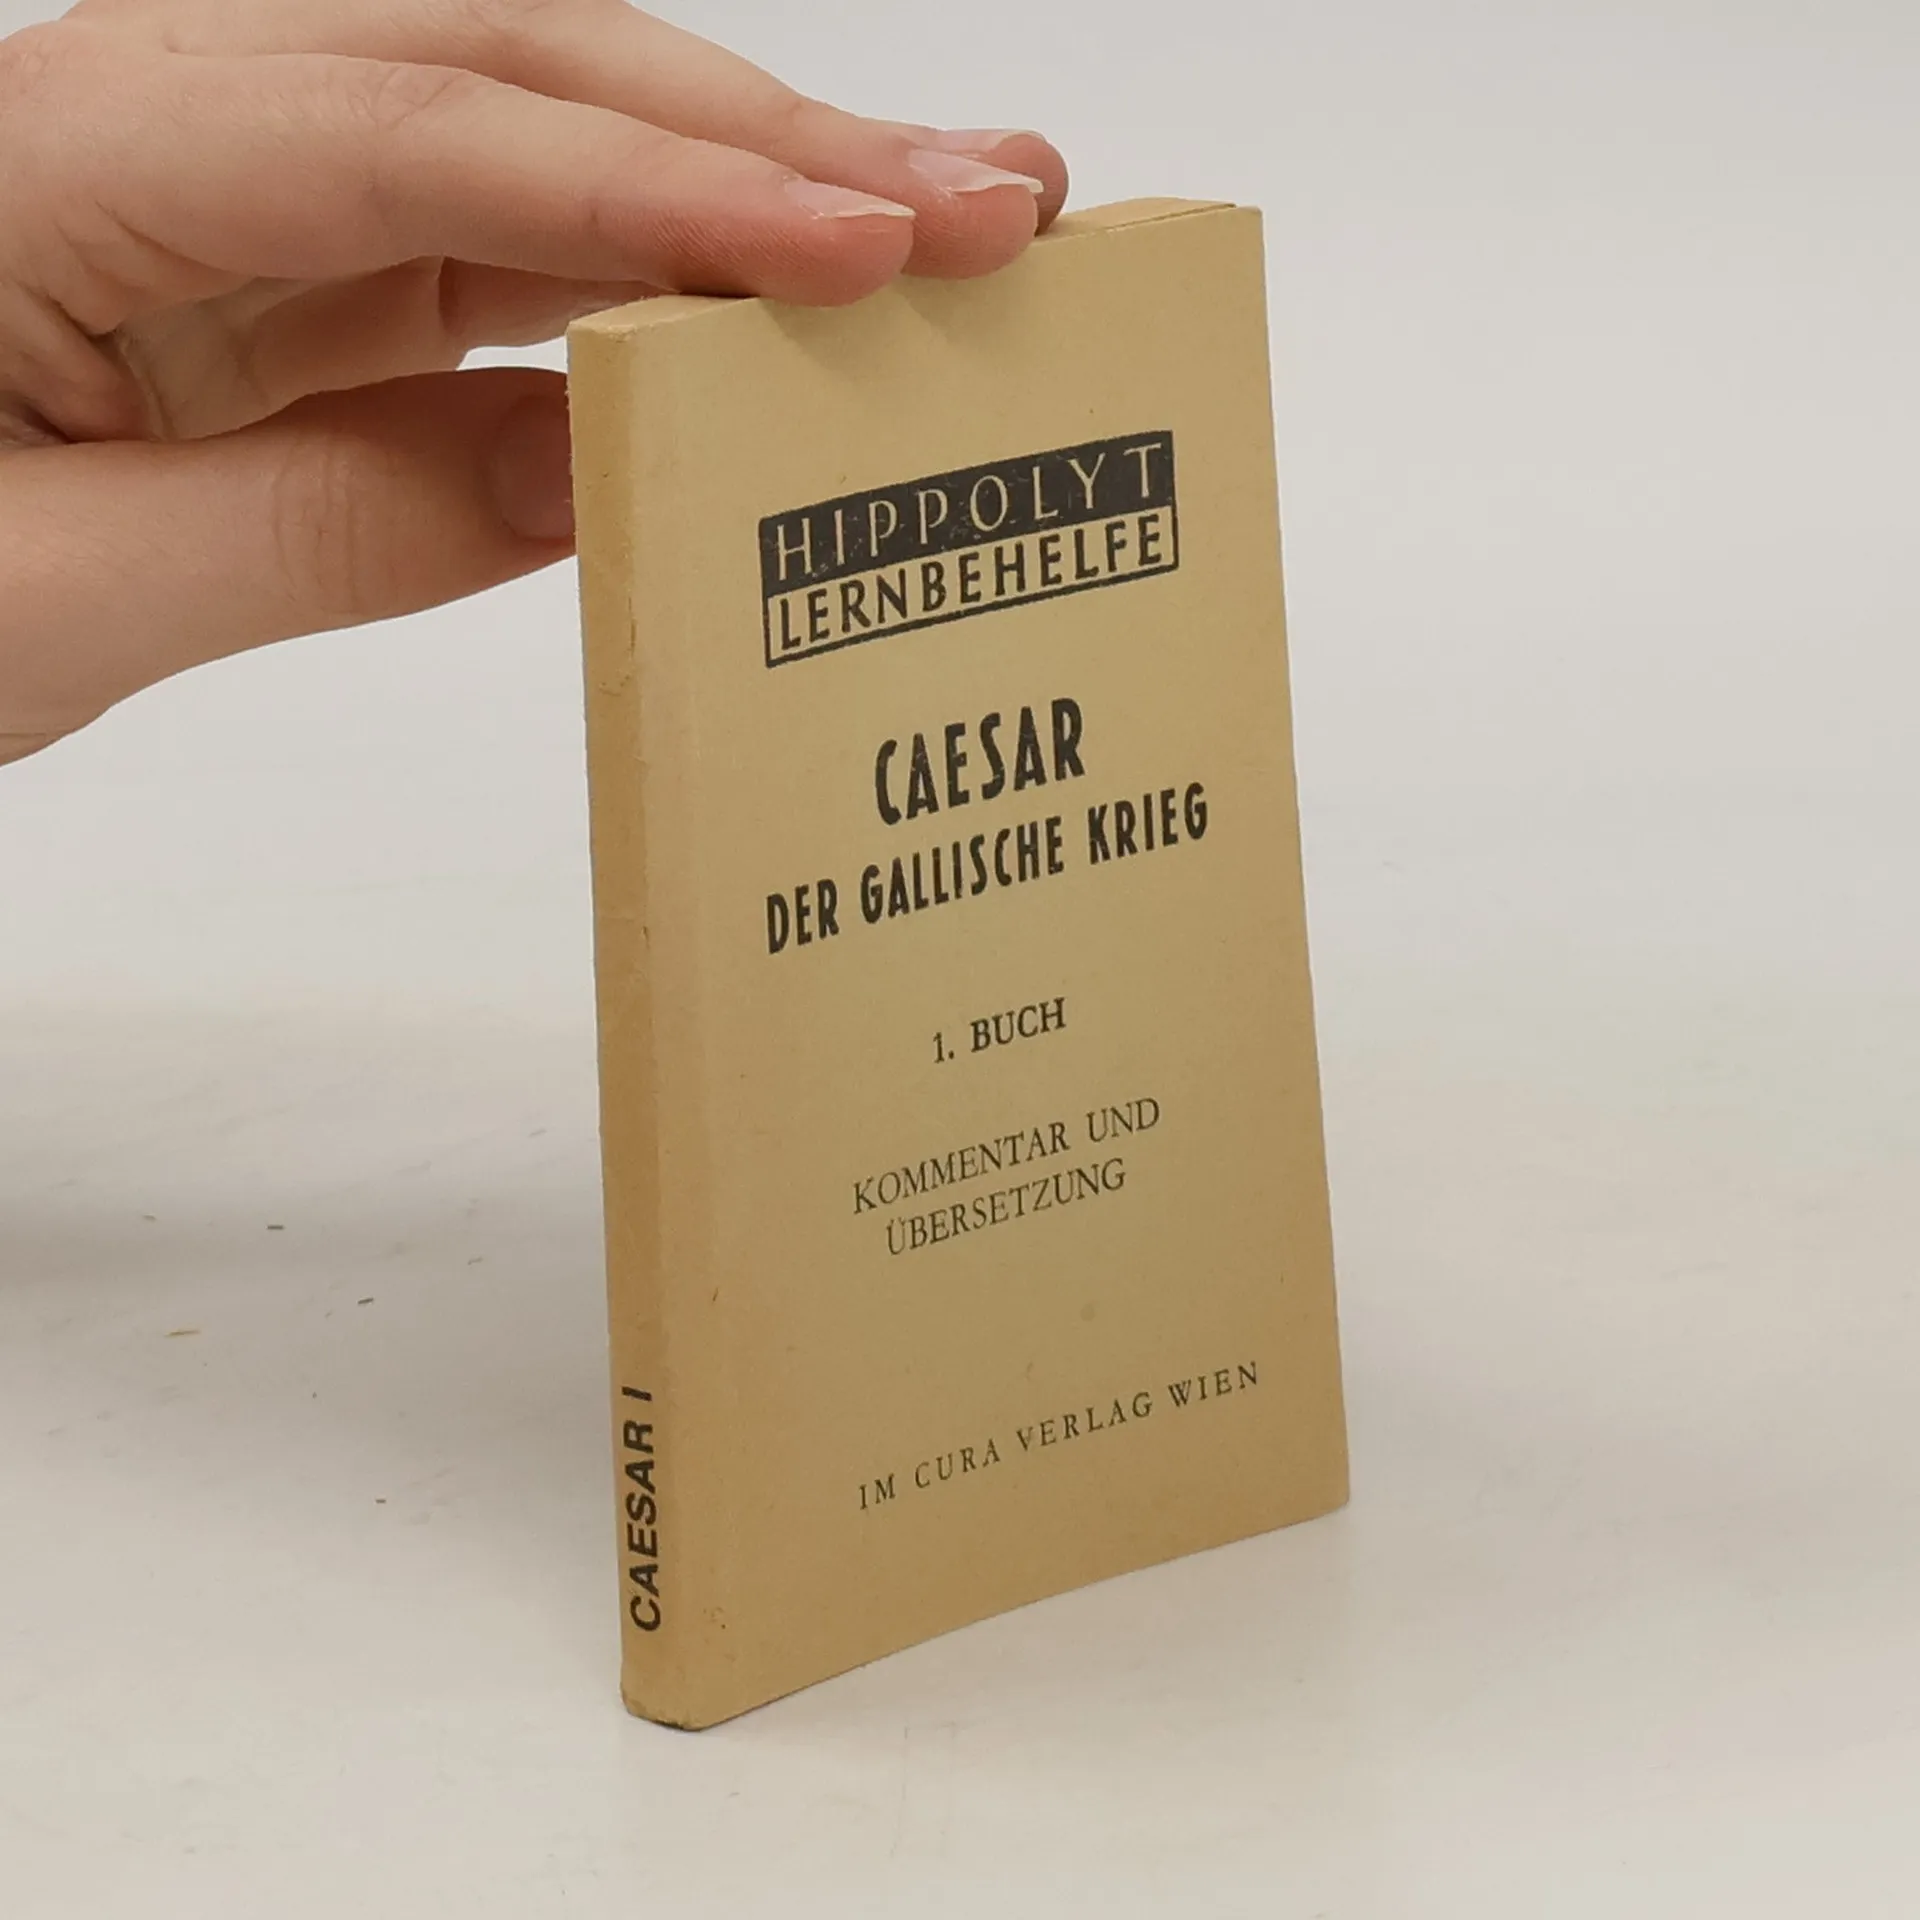 HIPPOLYT
LERNBEHELFE
CAESAR
DER GALLISCHE KRIEG
1. BUCH
KOMMENTAR UND
ÜBERSETZUNG
IM CURA VERLAG WIEN
CAESAR I